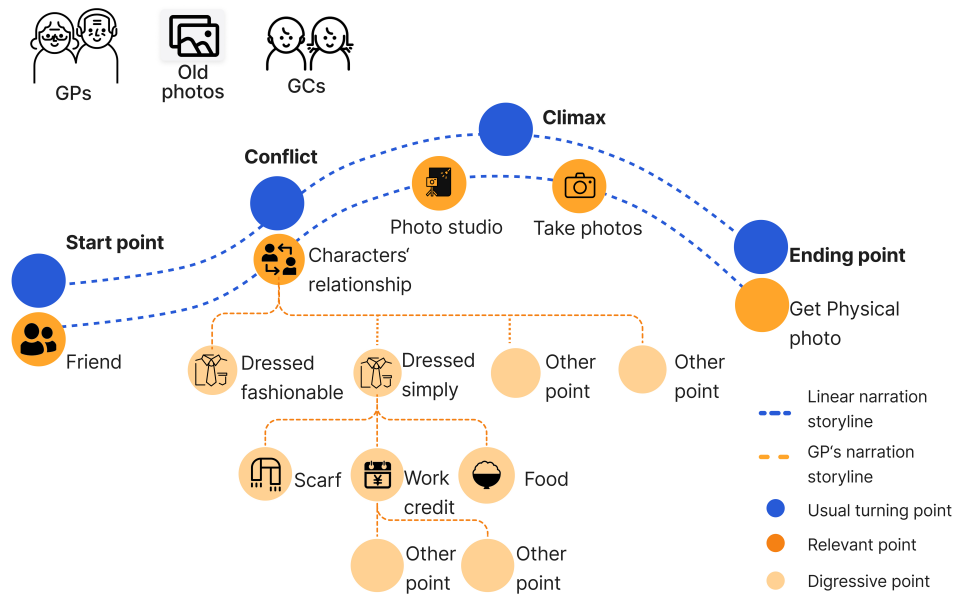 GPs
Old
photos
GCs
Climax
Conflict
Photo studio
Take photos
Start point
Characters‘
relationship
Ending point
Get Physical
photo
Friend
Dressed
fashionable
Dressed
simply
Other
point
Other
point
Scarf
¥
Work
credit
Food
Other
point
Other
point
Linear narration
storyline
GP‘s narration
storyline
Usual turning point
Relevant point
Digressive point